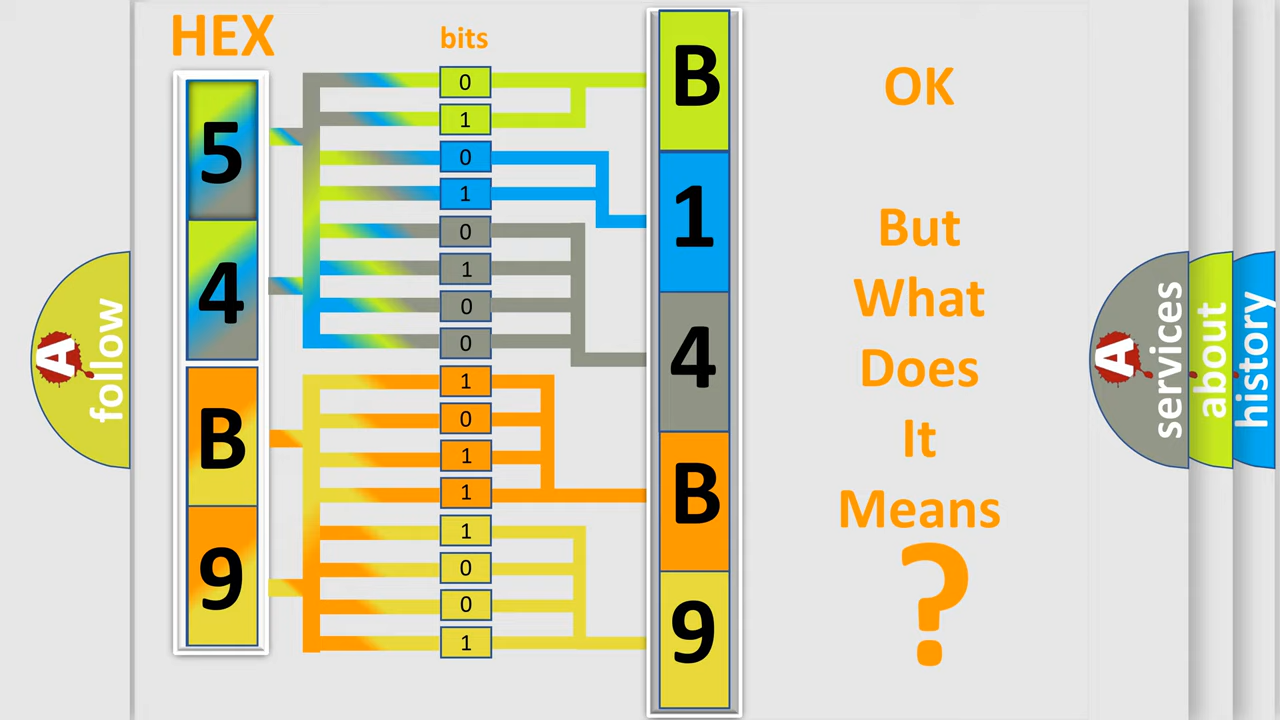 HEX
bits
5
4
B
9
0
1
0
1
0
1
0
0
1
0
1
1
1
0
0
1
B
1
4
B
9
OK
But
What
Does
It
Means
?
A
follow
A
services
about
history